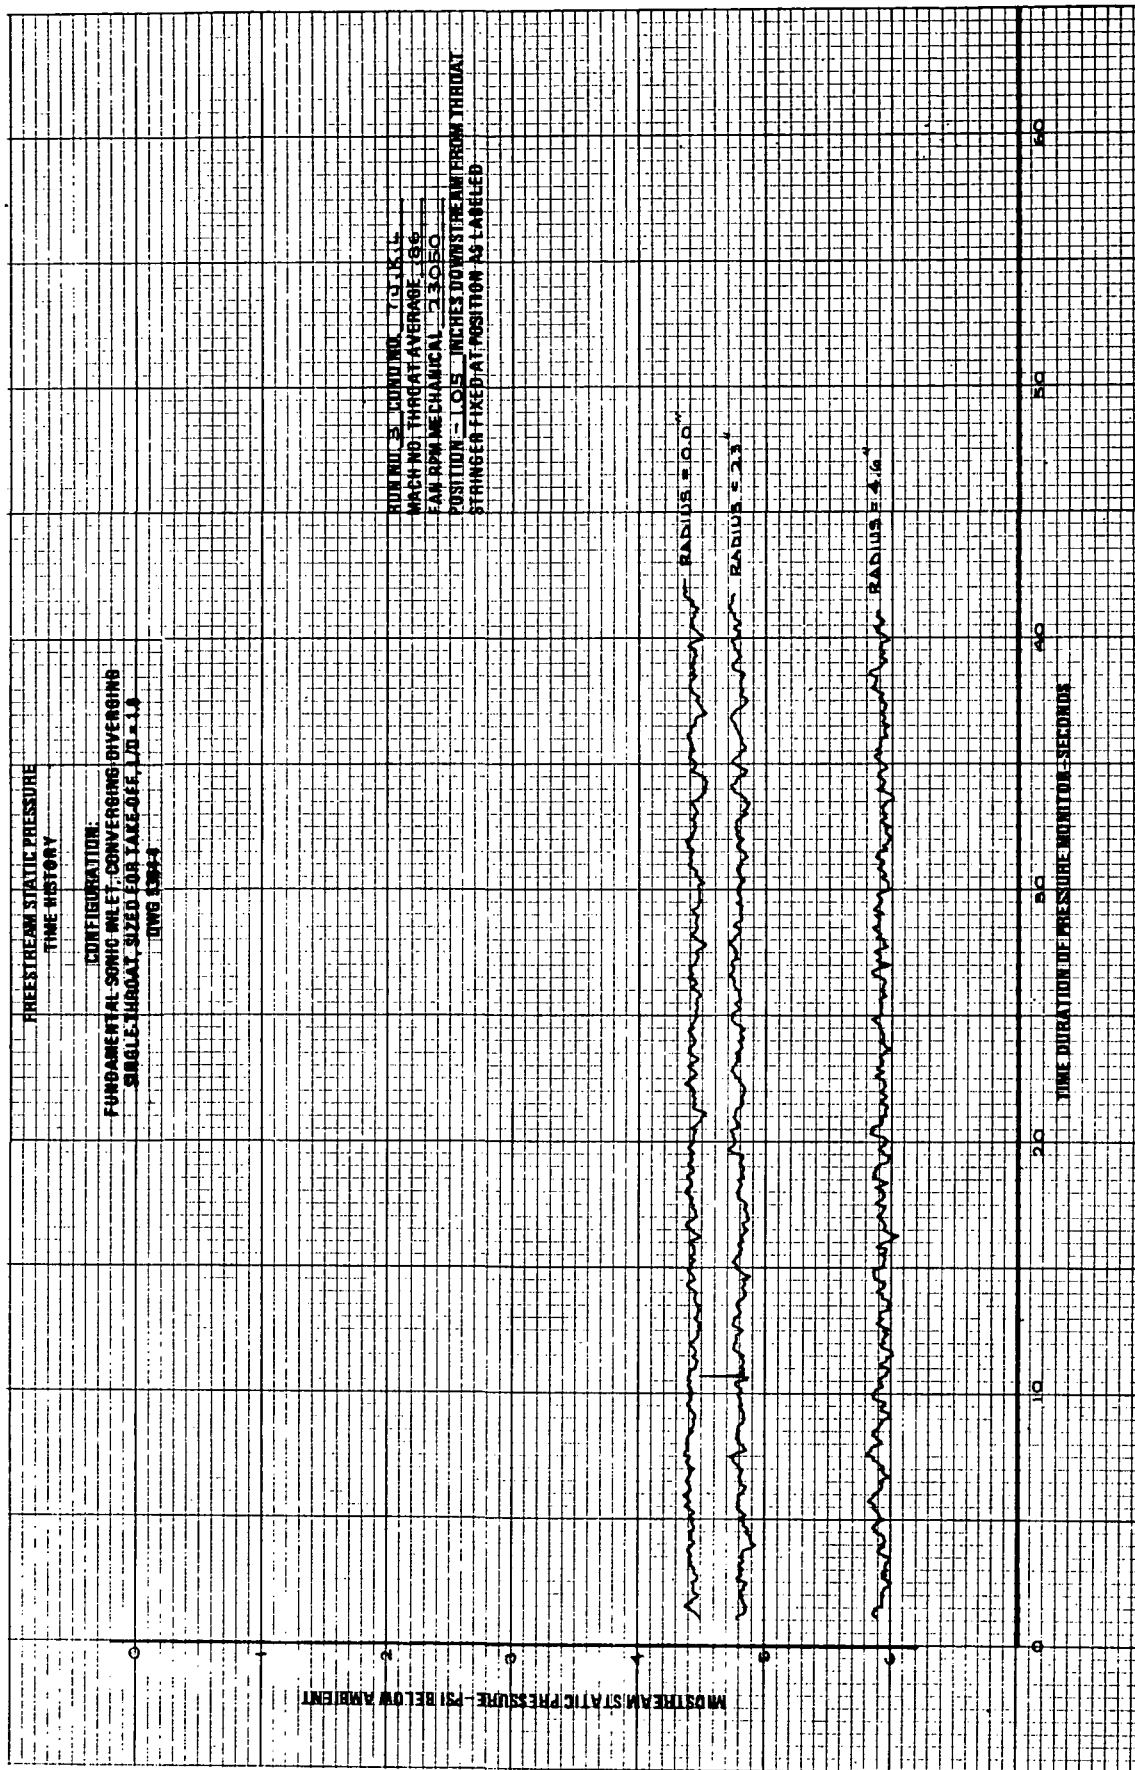 FREESTREAM STATIC PRESSURE
TIME HISTORY
CONFIGURATION:
FUNDAMENTAL SONIC INLET, CONVERGING-DIVERGING
SINGLE THROAT, SIZED FOR TAKE-OFF, L/D = 1.0
DWG
RUN NO. 3 COND NO.
MACH NO. THROAT AVERAGE .86
FAN RPM MECHANICAL 23050
POSITION - 1.05 INCHES DOWNSTREAM FROM THROAT
STRINGER FIXED AT POSITION AS LABELED
RADIUS = 0.0"
RADIUS = 2.3"
RADIUS = 4.6"
MIDSTREAM STATIC PRESSURE - PSI BELOW AMBIENT
0
1
2
3
4
5
6
0
10
20
30
40
50
60
TIME DURATION OF PRESSURE MONITOR - SECONDS